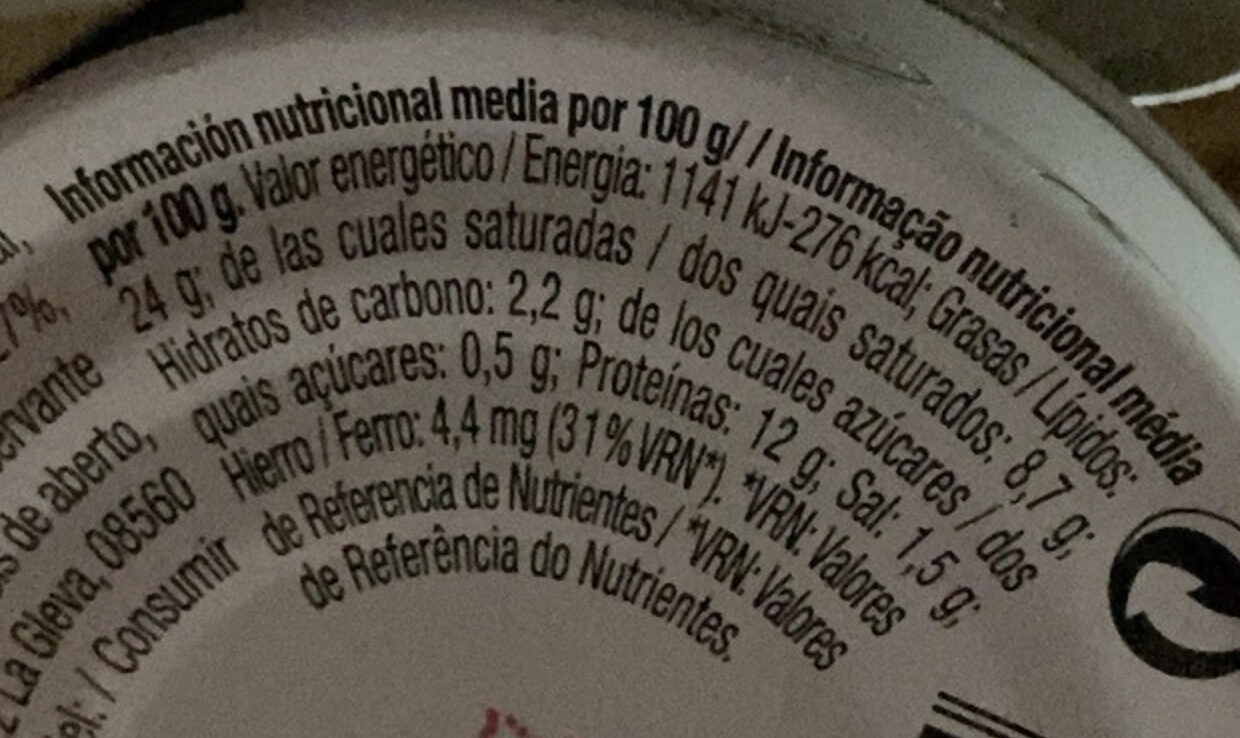 Información nutricional media por 100 g/ / Informação nutricional média
por 100 g. Valor energético / Energia: 1141 kJ-276 kcal; Grasas / Lípidos:
24 g; de las cuales saturadas / dos quais saturados: 8,7 g;
Hidratos de carbono: 2,2 g; de los cuales azúcares / dos
quais açúcares: 0,5 g; Proteínas: 12 g; Sal: 1,5 g;
Hierro / Ferro: 4,4 mg (31% VRN*). *VRN: Valores
de Referencia de Nutrientes / *VRN: Valores
de Referência do Nutrientes.
7%,
de aberto,
La Gleva, 08560
/ Consumir